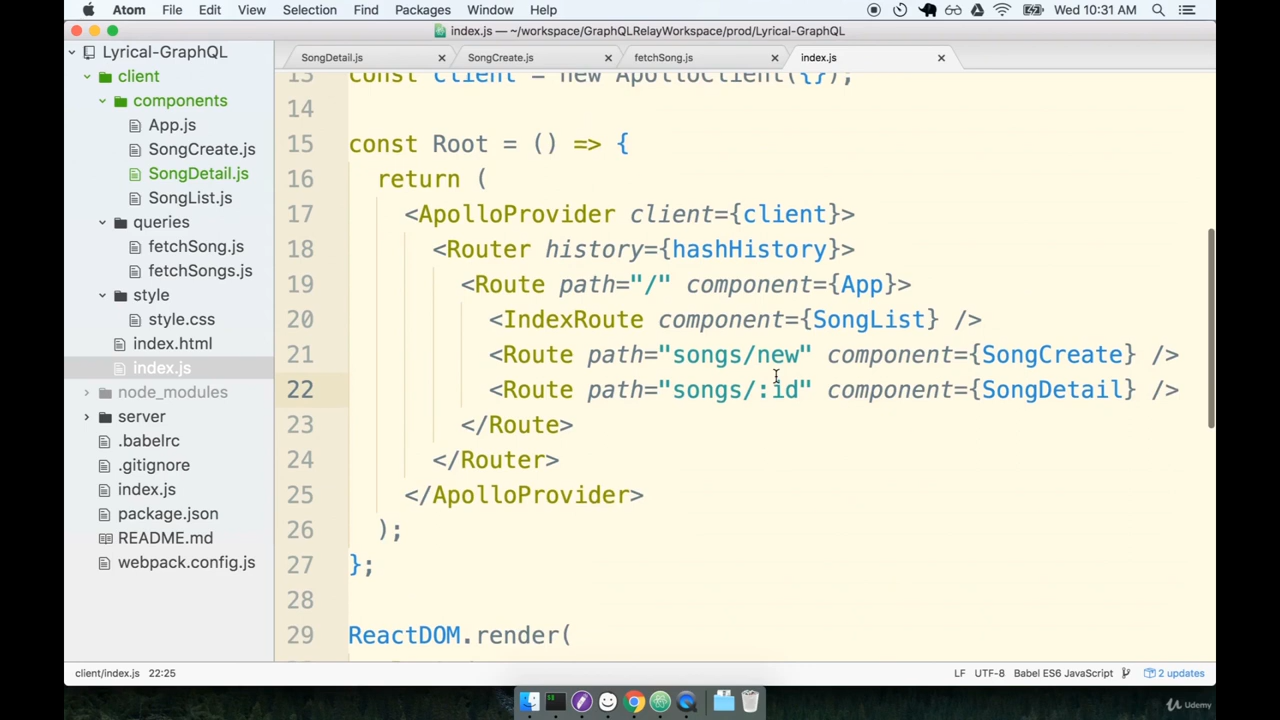 Atom File Edit View Selection Find Packages Window Help Wed 10:31 AM
index.js — ~/workspace/GraphQLRelayWorkspace/prod/Lyrical-GraphQL
Lyrical-GraphQL
client
components
App.js
SongCreate.js
SongDetail.js
SongList.js
queries
fetchSong.js
fetchSongs.js
style
style.css
index.html
index.js
node_modules
server
.babelrc
.gitignore
index.js
package.json
README.md
webpack.config.js
SongDetail.js SongCreate.js fetchSong.js index.js
13 const client = new ApolloClient({});
14
15 const Root = () => {
16 return (
17 <ApolloProvider client={client}>
18 <Router history={hashHistory}>
19 <Route path="/" component={App}>
20 <IndexRoute component={SongList} />
21 <Route path="songs/new" component={SongCreate} />
22 <Route path="songs/:id" component={SongDetail} />
23 </Route>
24 </Router>
25 </ApolloProvider>
26 );
27 };
28
29 ReactDOM.render(
client/index.js 22:25 LF UTF-8 Babel ES6 JavaScript 2 updates
Udemy